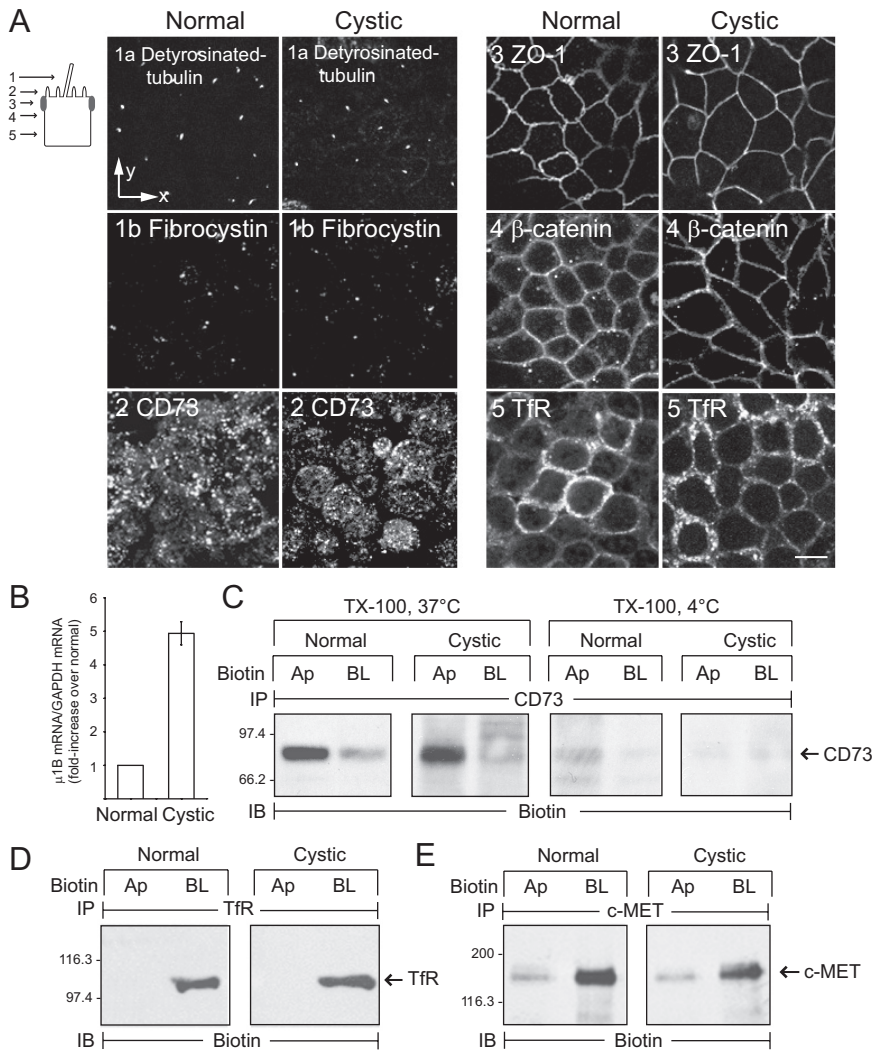 A
Normal
Cystic
Normal
Cystic
1
2
3
4
5
1a Detyrosinated-
tubulin
y
x
1a Detyrosinated-
tubulin
3 ZO-1
3 ZO-1
1b Fibrocystin
1b Fibrocystin
4 β-catenin
4 β-catenin
2 CD73
2 CD73
5 TfR
5 TfR
B
μ1B mRNA/GAPDH mRNA
(fold-increase over normal)
6
5
4
3
2
1
Normal Cystic
C
TX-100, 37°C
TX-100, 4°C
Normal
Cystic
Normal
Cystic
Biotin
Ap
BL
Ap
BL
Ap
BL
Ap
BL
IP
CD73
97.4
66.2
CD73
IB
Biotin
D
Normal
Cystic
Biotin
Ap
BL
Ap
BL
IP
TfR
116.3
97.4
TfR
IB
Biotin
E
Normal
Cystic
Biotin
Ap
BL
Ap
BL
IP
c-MET
200
116.3
c-MET
IB
Biotin